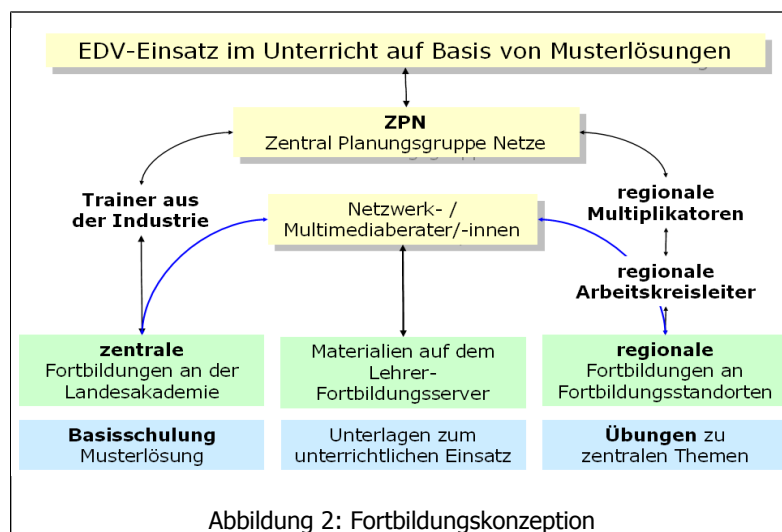 EDV-Einsatz im Unterricht auf Basis von Musterlösungen
ZPN
Zentral Planungsgruppe Netze
Trainer aus
der Industrie
Netzwerk- /
Multimediaberater/-innen
regionale
Multiplikatoren
regionale
Arbeitskreisleiter
zentrale
Fortbildungen an der
Landesakademie
Materialien auf dem
Lehrer-
Fortbildungsserver
regionale
Fortbildungen an
Fortbildungsstandorten
Basisschulung
Musterlösung
Unterlagen zum
unterrichtlichen Einsatz
Übungen zu
zentralen Themen
Abbildung 2: Fortbildungskonzeption